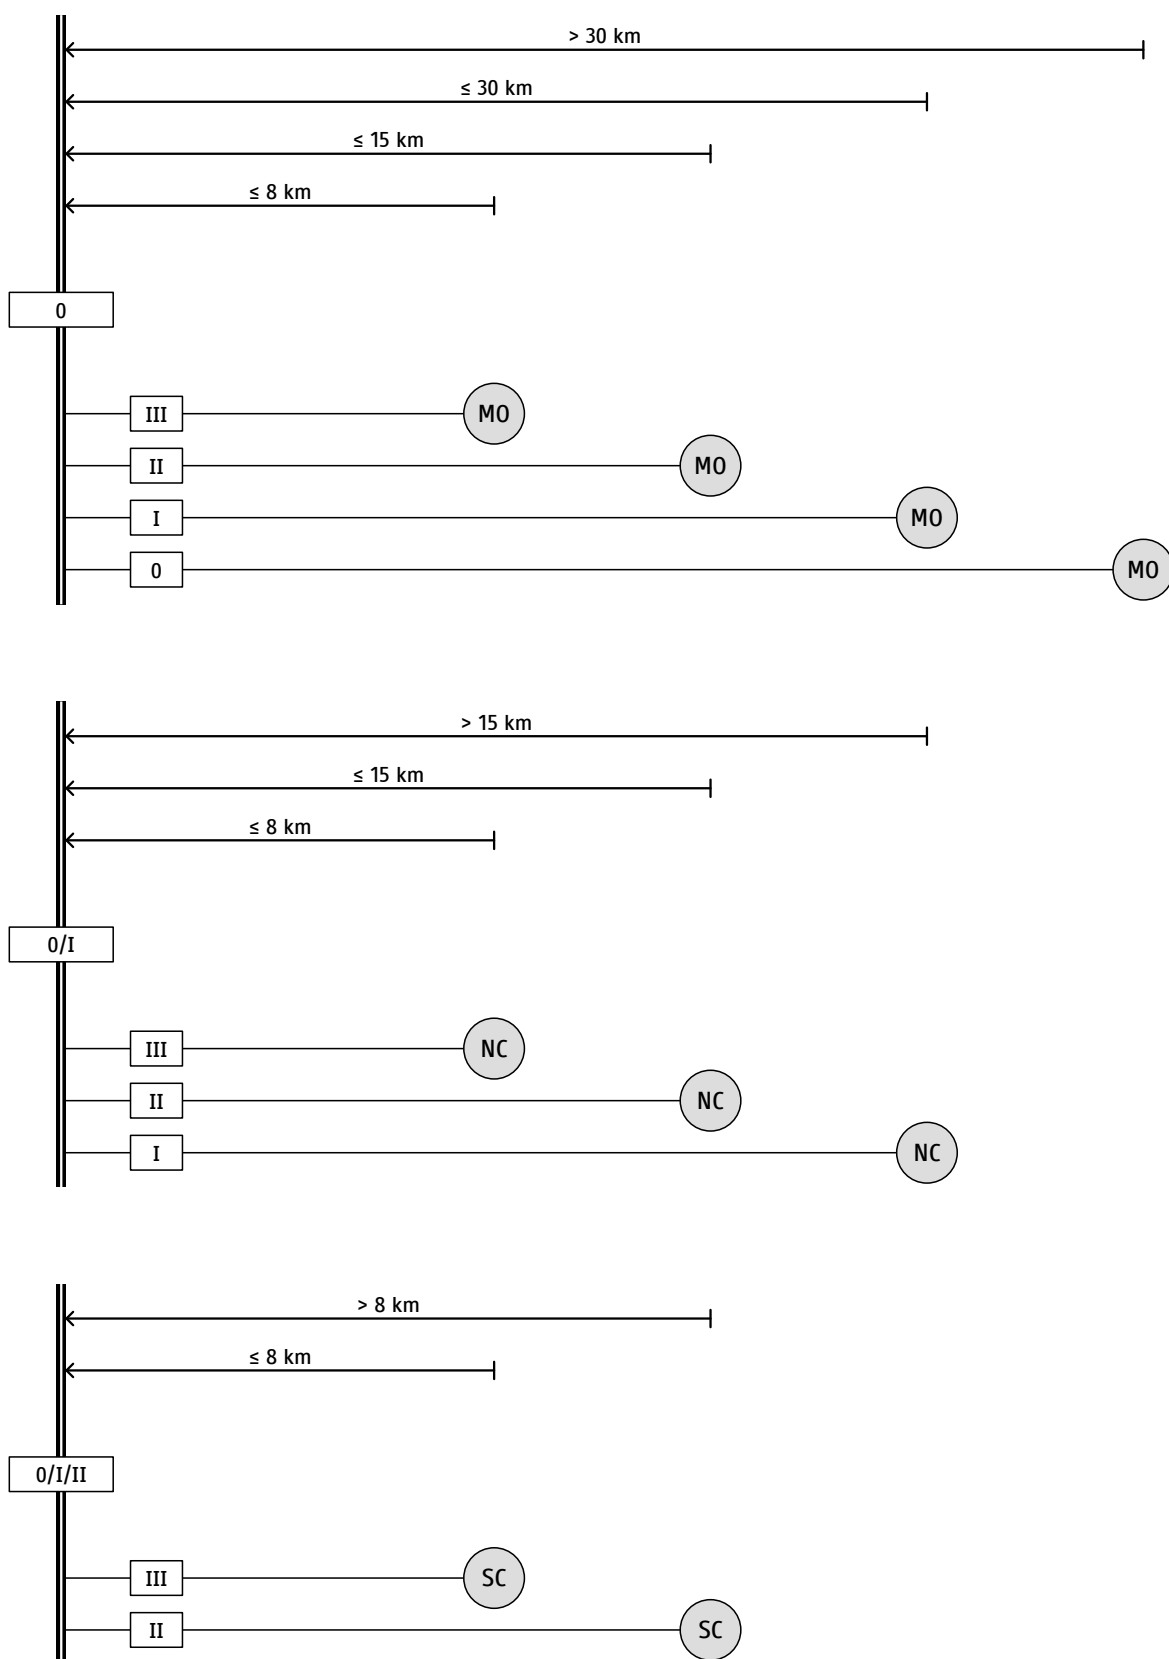 > 30 km
≤ 30 km
≤ 15 km
≤ 8 km
0
III MO
II MO
I MO
0 MO
> 15 km
≤ 15 km
≤ 8 km
0/I
III NC
II NC
I NC
> 8 km
≤ 8 km
0/I/II
III SC
II SC